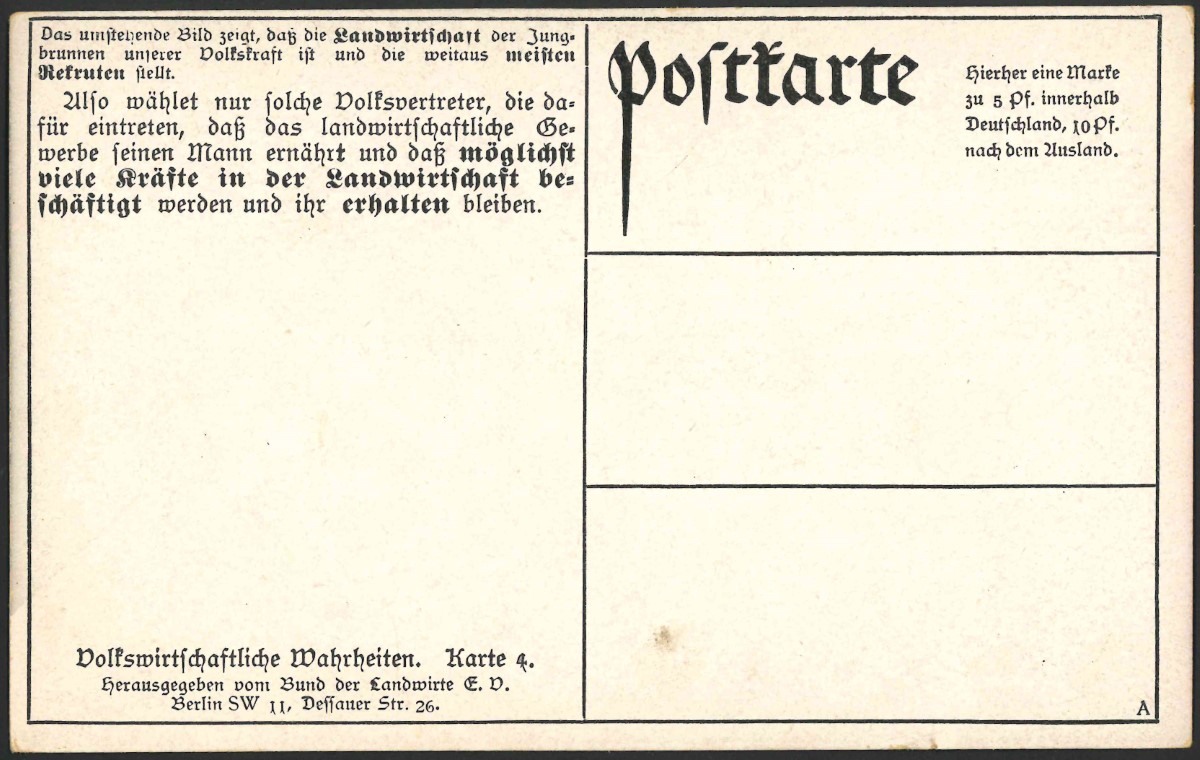 Das umstehende Bild zeigt, daß die Landwirtschaft der Jung-
brunnen unserer Volkskraft ist und die weitaus meisten
Rekruten stellt.
Also wählet nur solche Volksvertreter, die da-
für eintreten, daß das landwirtschaftliche Ge-
werbe seinen Mann ernährt und daß möglichst
viele Kräfte in der Landwirtschaft be-
schäftigt werden und ihr erhalten bleiben.
Volkswirtschaftliche Wahrheiten. Karte 4.
Herausgegeben vom Bund der Landwirte E. V.
Berlin SW 11, Dessauer Str. 26.
Postkarte
Hierher eine Marke
zu 5 Pf. innerhalb
Deutschland, 10 Pf.
nach dem Ausland.
A